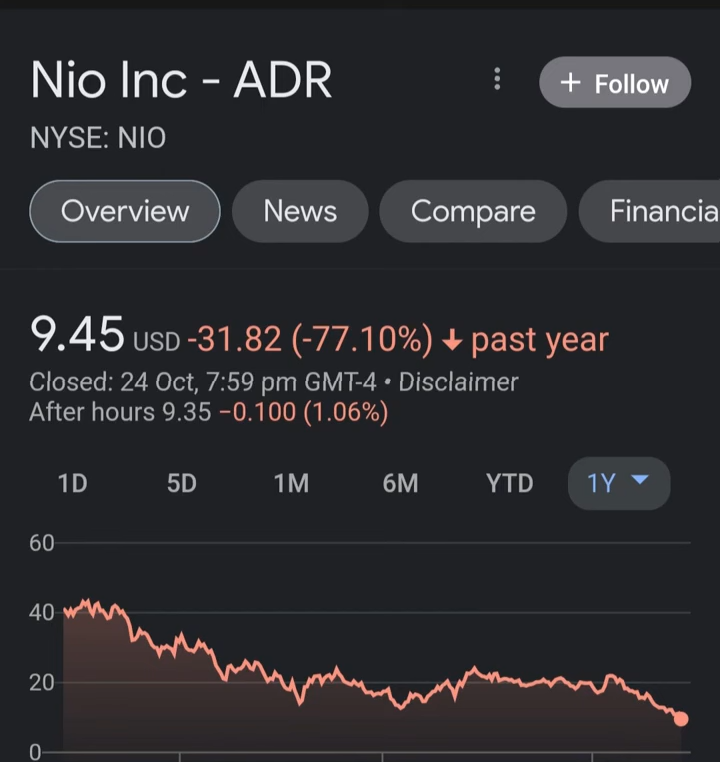 Nio Inc - ADR
+ Follow
NYSE: NIO
Overview News Compare Financia
9.45 USD -31.82 (-77.10%) ↓ past year
Closed: 24 Oct, 7:59 pm GMT-4 • Disclaimer
After hours 9.35 −0.100 (1.06%)
1D 5D 1M 6M YTD 1Y
60
40
20
0